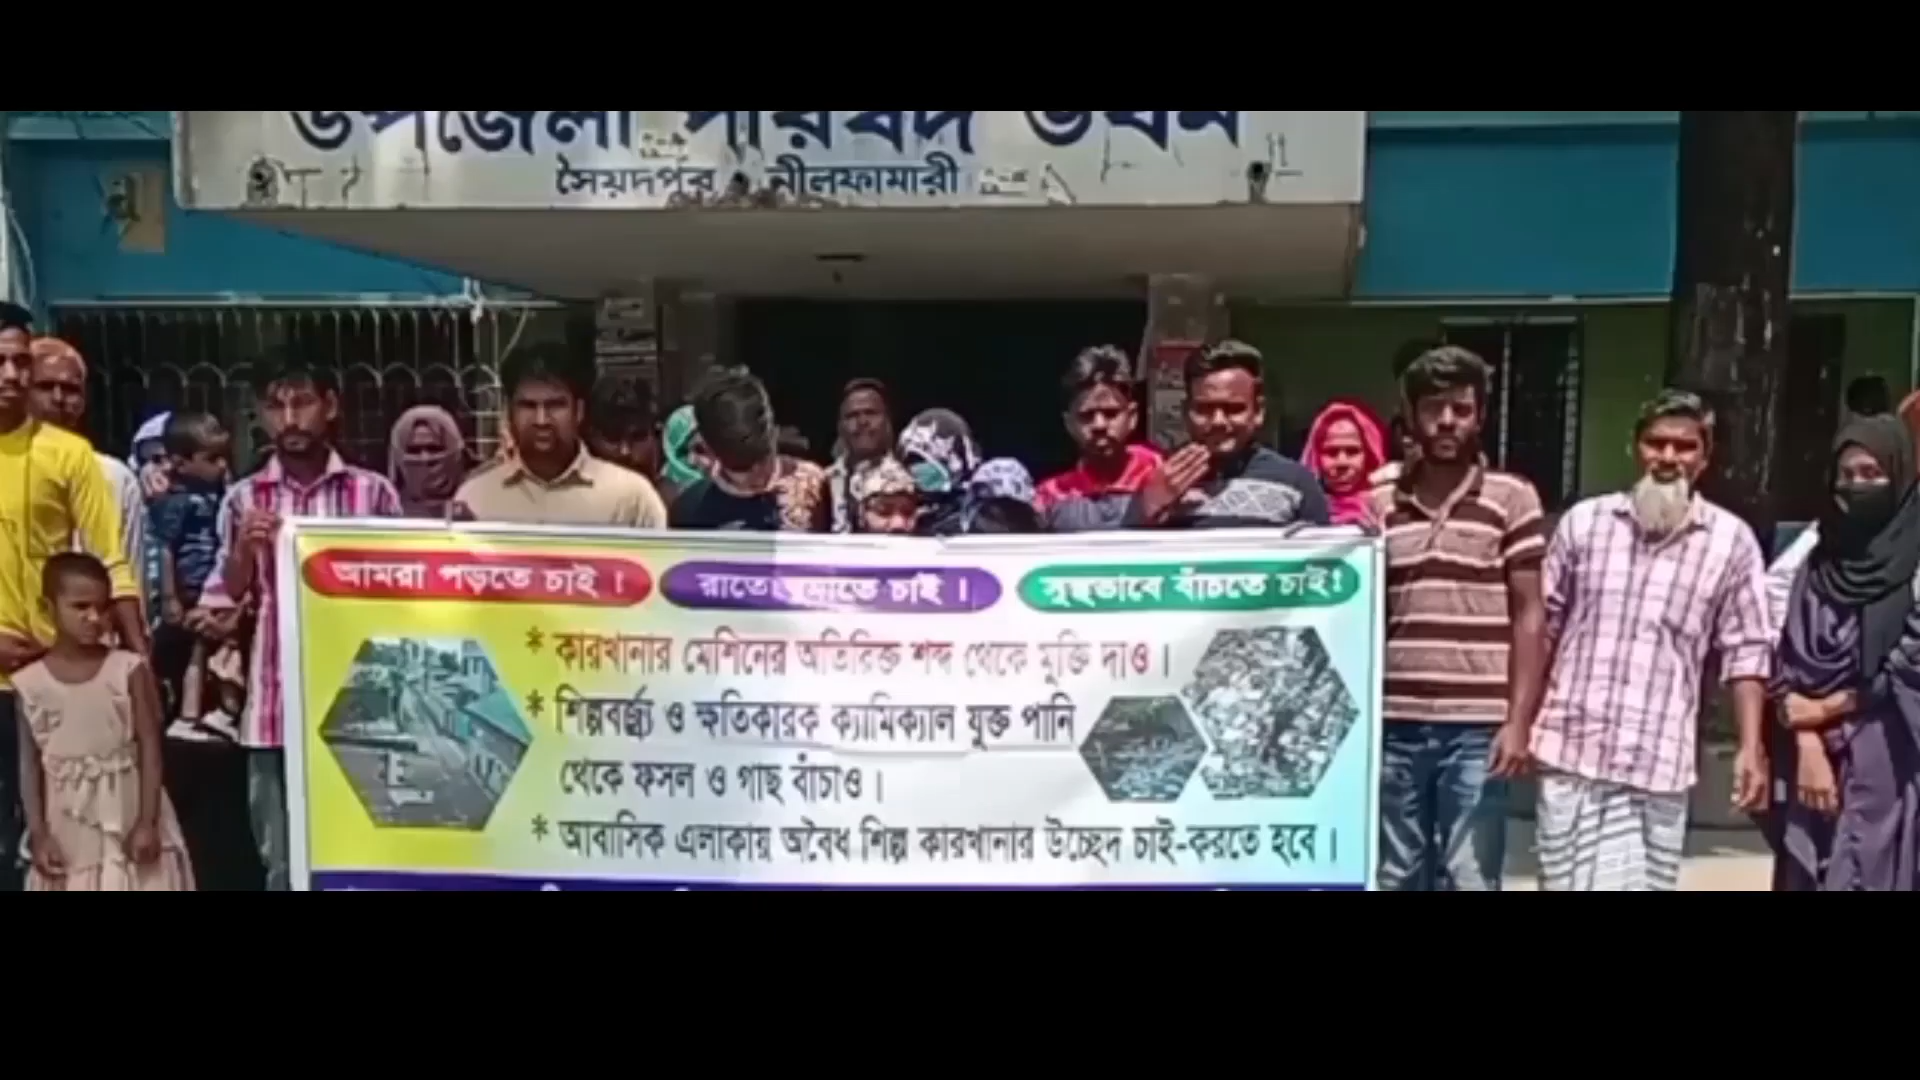 উপজেলা পরিষদ ভবন
সৈয়দপুর, নীলফামারী
আমরা পড়তে চাই !
রাতে ঘুমাতে চাই ।
সুস্থভাবে বাঁচতে চাই!
* কারখানার মেশিনের অতিরিক্ত শব্দ থেকে মুক্তি দাও ।
* শিল্পবর্জ্য ও ক্ষতিকারক ক্যামিক্যাল যুক্ত পানি
থেকে ফসল ও গাছ বাঁচাও ।
* আবাসিক এলাকায় অবৈধ শিল্প কারখানার উচ্ছেদ চাই-করতে হবে ।